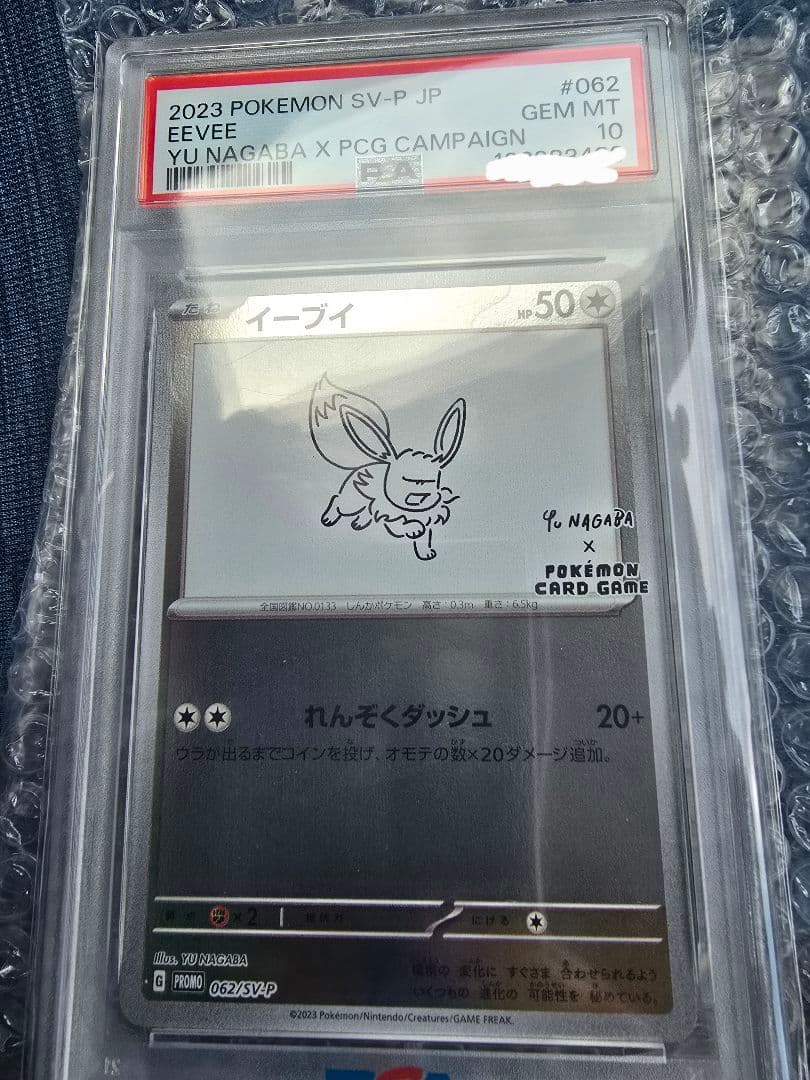 2023 POKEMON SV-P JP #062
EEVEE GEM MT
YU NAGABA X PCG CAMPAIGN 10
PSA
たね イーブイ HP50
YU NAGABA
X
POKÉMON
CARD GAME
全国図鑑NO.0133 しんかポケモン 高さ:0.3m 重さ:6.5kg
れんぞくダッシュ 20+
ウラが出るまでコインを投げ、オモテの数×20ダメージ追加。
弱点 ×2 抵抗力 にげる
Illus. YU NAGABA
G PROMO 062/SV-P
環境の変化に すぐさま 合わせられるよう
いくつもの 進化の 可能性を 秘めている。
©2023 Pokémon/Nintendo/Creatures/GAME FREAK.